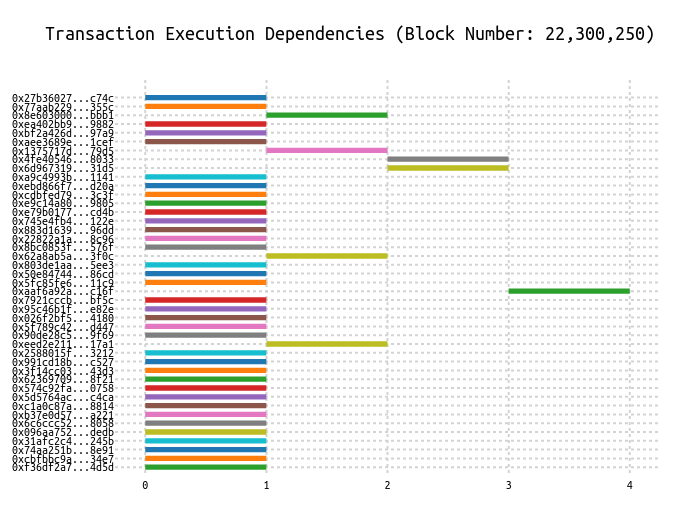 Transaction Execution Dependencies (Block Number: 22,300,250)
0x27b36027...c74c
0x77aab229...355c
0x8e603000...bbb1
0xea402bb9...9882
0xbf2a426d...97a9
0xaee3689e...1cef
0x1375717d...79d5
0x4fe40546...8033
0x6d967319...31d5
0xa9c4993b...1141
0xebd866f7...d20a
0xcdbfed79...3c3f
0xe9c14a80...9805
0xe79b0177...cd4b
0x745e4fb4...122e
0x883d1639...96dd
0x22822a1a...8c96
0x8bc0853f...576f
0x62a8ab5a...3f0c
0x803de1aa...5ee3
0x50e84744...86cd
0x5fc85fe6...11c9
0xaaf6a92a...c16f
0x7921cccb...bf5c
0x95c46b1f...e82e
0x026f2bf5...4180
0x5f789c42...d447
0x90de28c5...9f69
0xeed2e211...17a1
0x2588015f...3212
0x991cd18b...c527
0x3f14cc03...43d3
0x62369709...8f21
0x574c92fa...0758
0x5d5764ac...c4ca
0xc1a0c87a...8814
0xb37e0d57...a221
0x6c6ccc52...8058
0x096aa752...dedb
0x31afc2c4...245b
0x74aa251b...8e91
0xcbfbbc9a...34e7
0xf36df2a7...4d5d
0 1 2 3 4